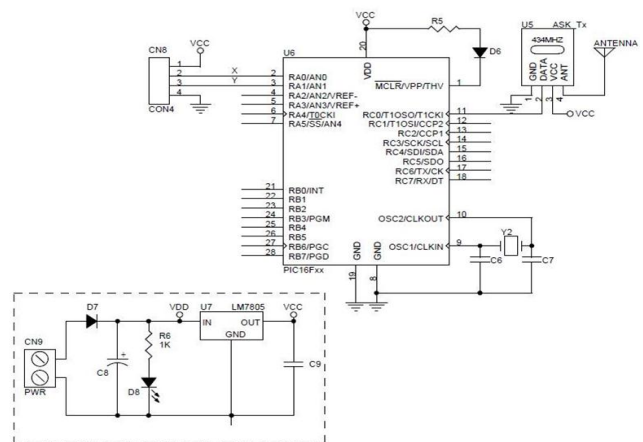 VCC
R5
U5 ASK_Tx
434MHZ
ANTENNA
CN8
VCC
U6
D6
GND
DATA
VCC
ANT
1
2
3
4
VCC
1
2 X 2 RA0/AN0
3 Y 3 RA1/AN1
4 4 RA2/AN2/VREF-
CON4 5 RA3/AN3/VREF+
6 RA4/T0CKI
7 RA5/SS/AN4
20
VDD
MCLR/VPP/THV 1
RC0/T1OSO/T1CKI 11
RC1/T1OSI/CCP2 12
RC2/CCP1 13
RC3/SCK/SCL 14
RC4/SDI/SDA 15
RC5/SDO 16
RC6/TX/CK 17
RC7/RX/DT 18
21 RB0/INT
22 RB1
23 RB2
24 RB3/PGM
25 RB4
26 RB5
27 RB6/PGC
28 RB7/PGD
OSC2/CLKOUT 10
OSC1/CLKIN 9
Y2
C6
C7
GND
GND
19
8
PIC16Fxx
D7
VDD
U7 LM7805
VCC
IN OUT
GND
CN9
R6
1K
C8
+
D8
C9
PWR